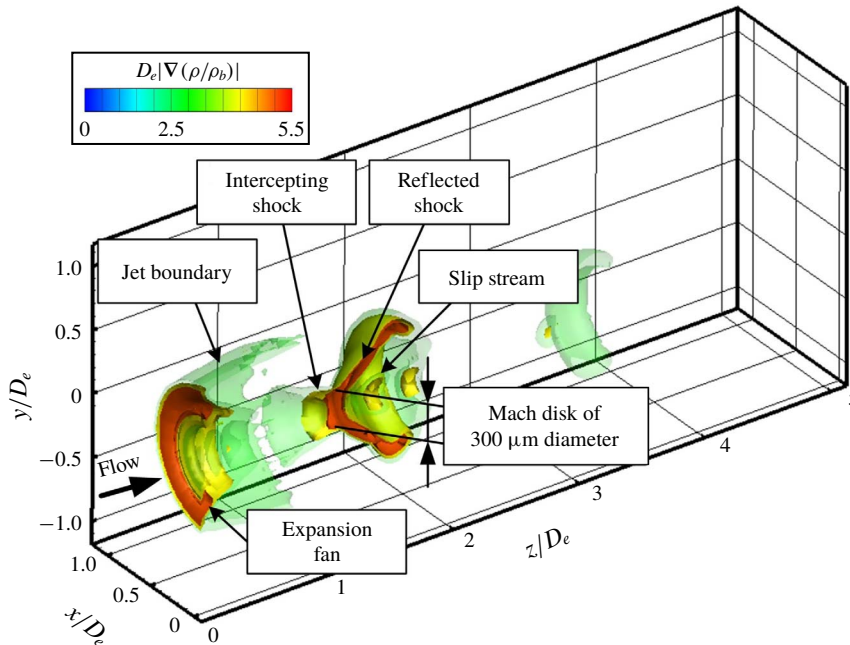 D_e|∇(ρ/ρ_b)|
0 2.5 5.5
Intercepting
shock
Reflected
shock
Jet boundary
Slip stream
1.0
0.5
0
−0.5
−1.0
y/D_e
Mach disk of
300 μm diameter
Flow
Expansion
fan
1.0
0.5
0
x/D_e
0
1
2
3
4
5
z/D_e